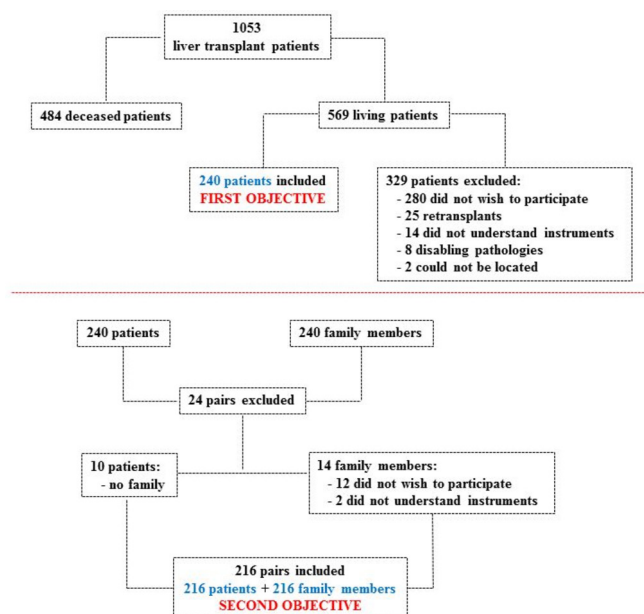 1053
liver transplant patients
484 deceased patients
569 living patients
240 patients included
FIRST OBJECTIVE
329 patients excluded:
- 280 did not wish to participate
- 25 retransplants
- 14 did not understand instruments
- 8 disabling pathologies
- 2 could not be located
240 patients
240 family members
24 pairs excluded
10 patients:
- no family
14 family members:
- 12 did not wish to participate
- 2 did not understand instruments
216 pairs included
216 patients + 216 family members
SECOND OBJECTIVE